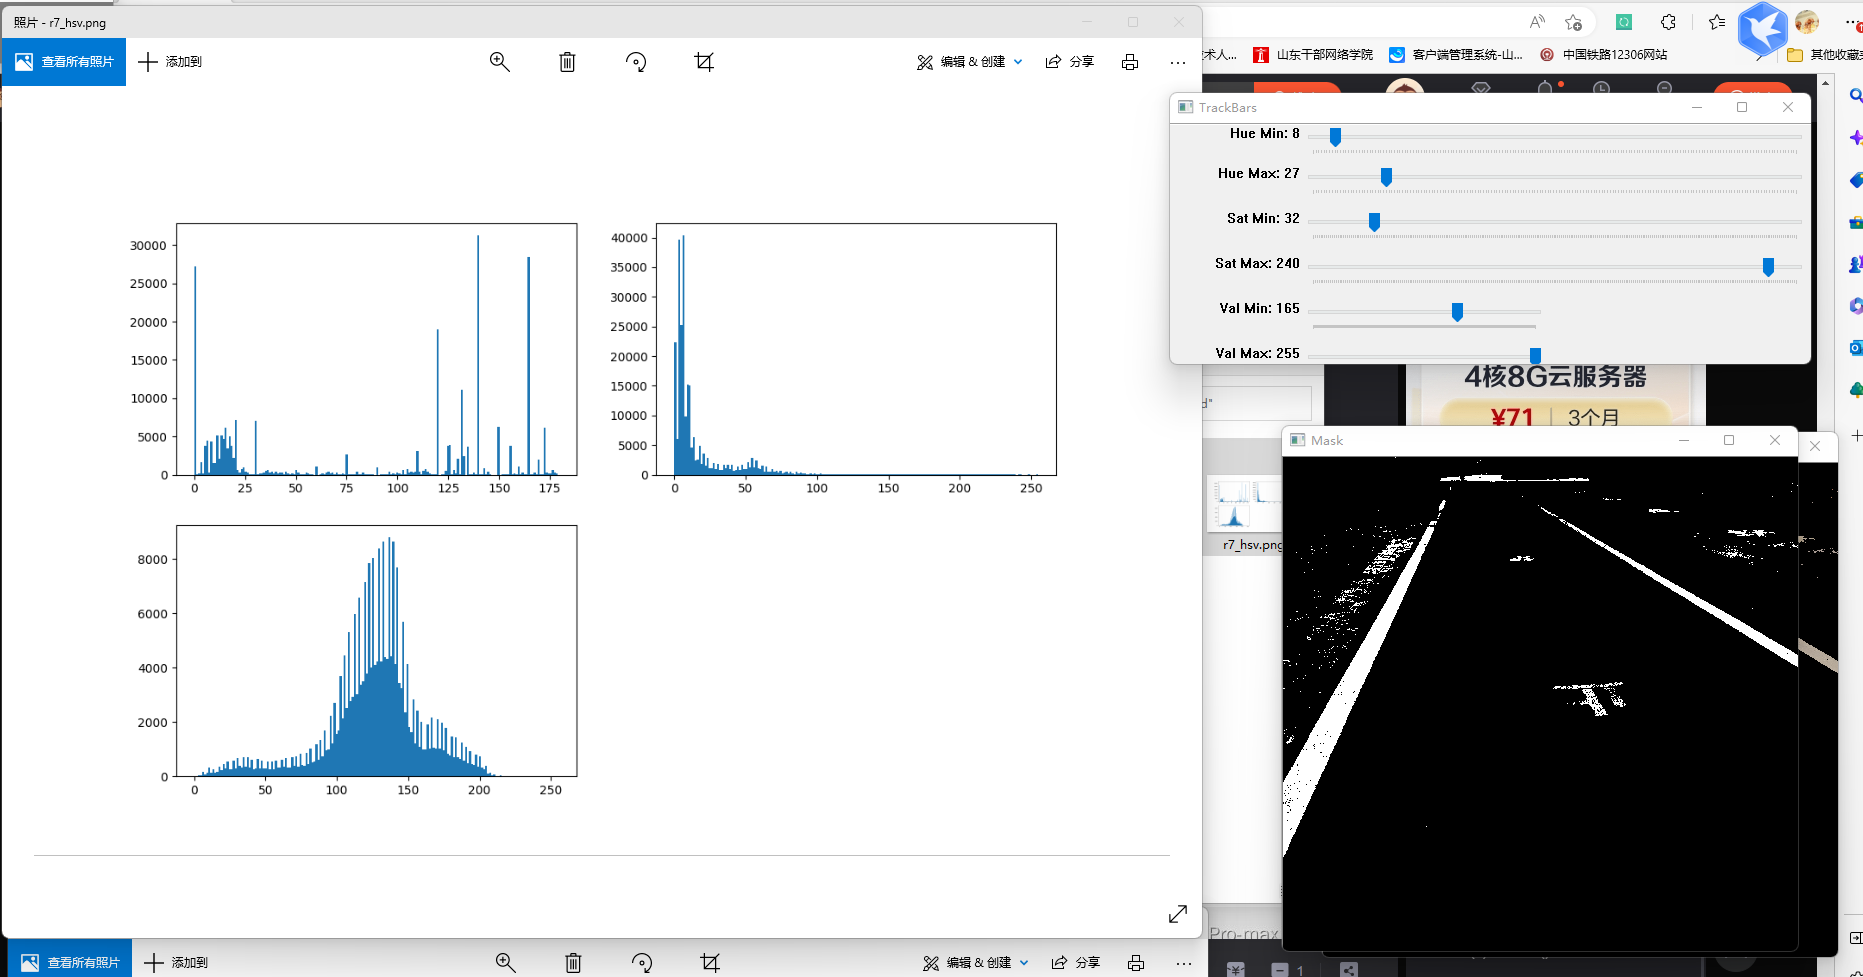 照片 - r7_hsv.png
查看所有照片
添加到
编辑 & 创建
分享
30000
25000
20000
15000
10000
5000
0
0 25 50 75 100 125 150 175
40000
35000
30000
25000
20000
15000
10000
5000
0
0 50 100 150 200 250
8000
6000
4000
2000
0
0 50 100 150 200 250
术人...
山东干部网络学院
客户端管理系统-山...
中国铁路12306网站
其他收藏夹
TrackBars
Hue Min: 8
Hue Max: 27
Sat Min: 32
Sat Max: 240
Val Min: 165
Val Max: 255
4核8G云服务器
¥71 | 3个月
d"
Mask
r7_hsv.png
Pro-max
1
查看所有照片
添加到
编辑 & 创建
分享